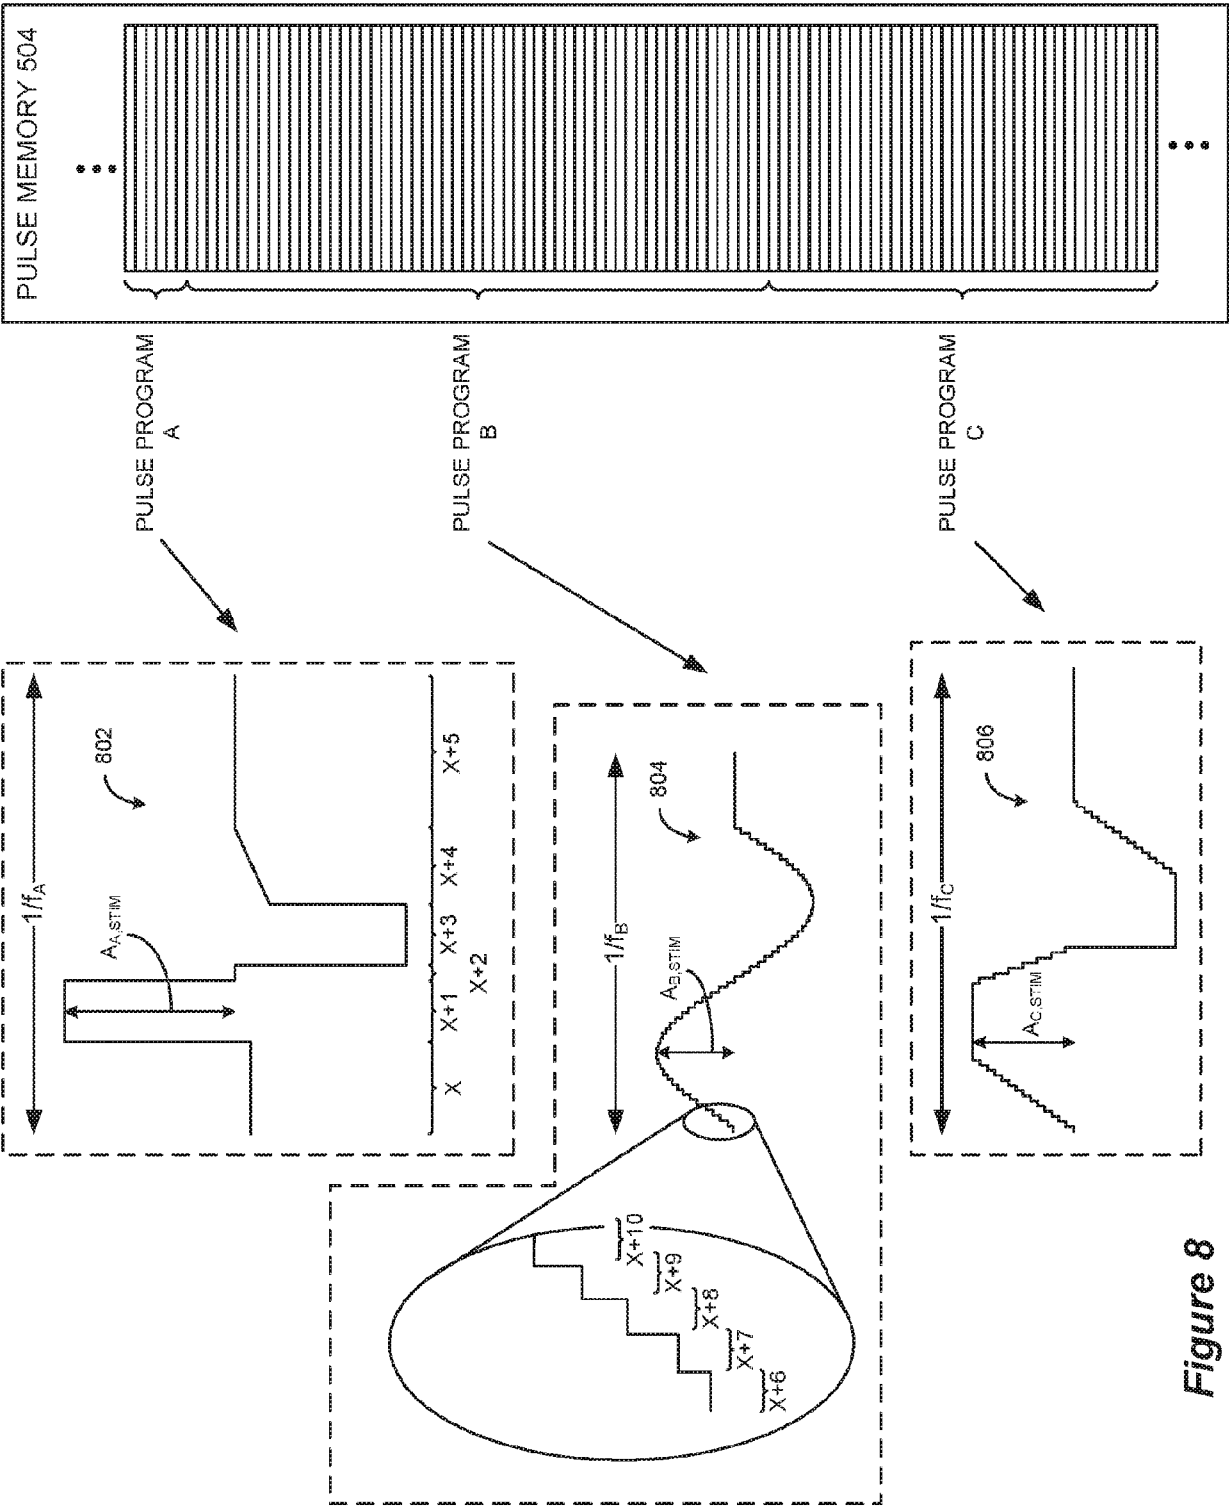 PULSE MEMORY 504
PULSE PROGRAM
A
PULSE PROGRAM
B
PULSE PROGRAM
C
1/fA
802
AA,STIM
X
X+1
X+2
X+3
X+4
X+5
1/fB
804
AB,STIM
X+6
X+7
X+8
X+9
X+10
1/fC
806
AC,STIM
Figure 8